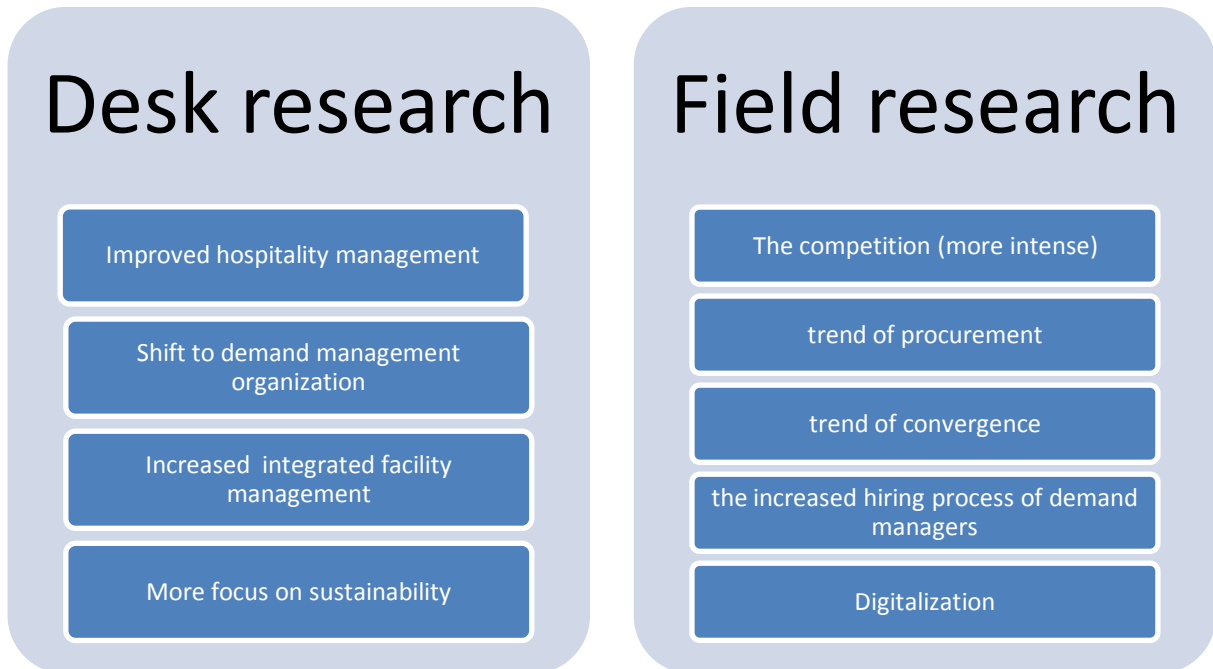 Desk research
Improved hospitality management
Shift to demand management
organization
Increased  integrated facility
management
More focus on sustainability
Field research
The competition (more intense)
trend of procurement
trend of convergence
the increased hiring process of demand
managers
Digitalization